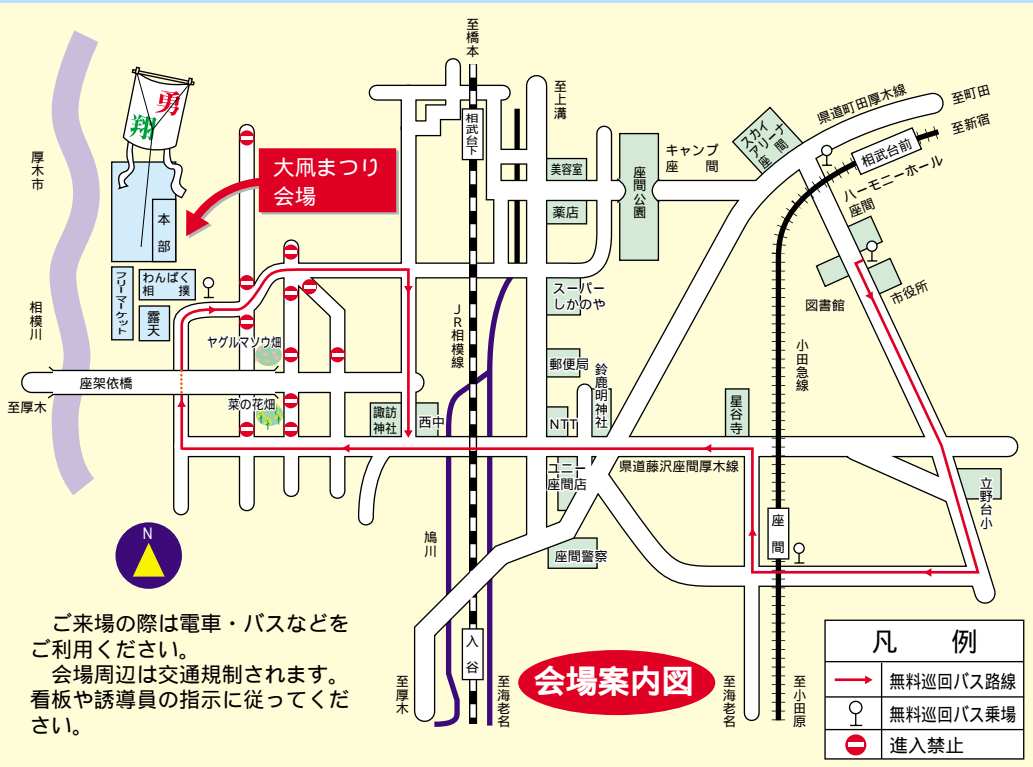 至橋本
至上溝
県道町田厚木線
至町田
至新宿
勇
翔
相武台下
スカイ
アリーナ
座間
相武台前
キャンプ
座間
ハーモニーホール
座間
厚木市
大凧まつり
会場
美容室
座間公園
薬店
本部
わんぱく
相撲
フリーマーケット
露天
スーパー
しかのや
図書館
市役所
相模川
JR相模線
ヤグルマソウ畑
小田急線
郵便局
鈴鹿明神社
座架依橋
至厚木
菜の花畑
諏訪
神社
西中
NTT
星谷寺
ユニー
座間店
県道藤沢座間厚木線
立野台小
座間
鳩川
座間警察
N
入谷
至厚木
至海老名
至海老名
至小田原
会場案内図
ご来場の際は電車・バスなどを
ご利用ください。
会場周辺は交通規制されます。
看板や誘導員の指示に従ってくだ
さい。
凡例
無料巡回バス路線
無料巡回バス乗場
進入禁止